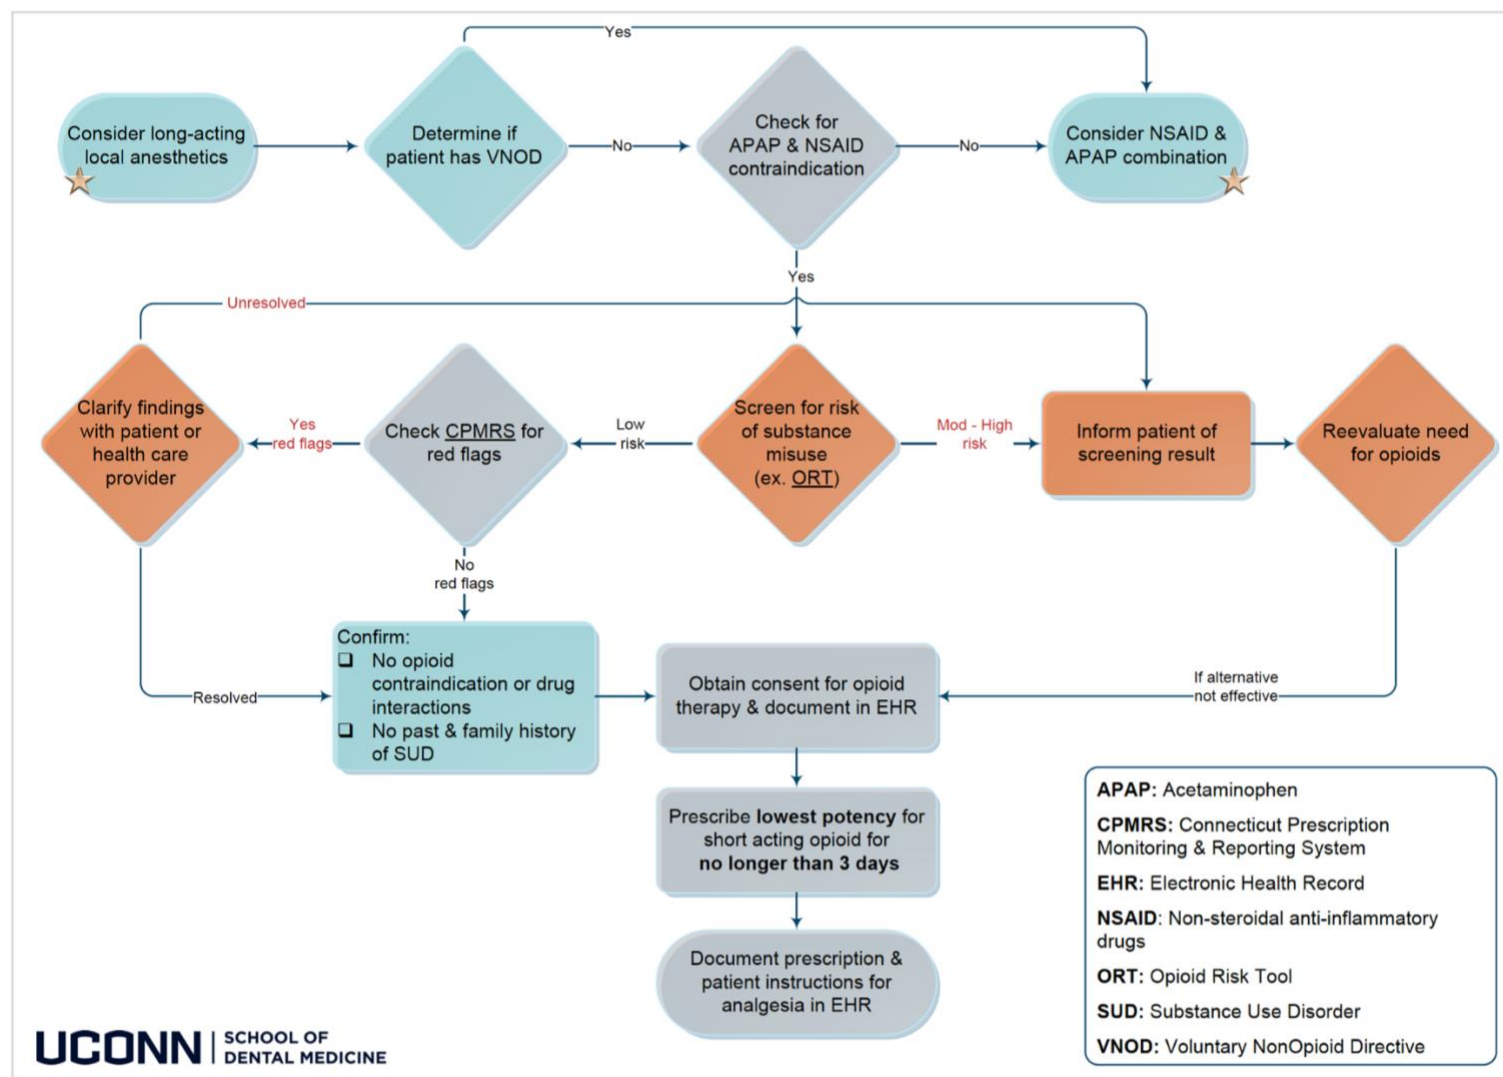 Yes
Consider long-acting
local anesthetics
Determine if
patient has VNOD
No
Check for
APAP & NSAID
contraindication
No
Consider NSAID &
APAP combination
Yes
Unresolved
Clarify findings
with patient or
health care
provider
Yes
red flags
Check CPMRS for
red flags
Low
risk
Screen for risk
of substance
misuse
(ex. ORT)
Mod - High
risk
Inform patient of
screening result
Reevaluate need
for opioids
No
red flags
Resolved
Confirm:
❑ No opioid
contraindication or drug
interactions
❑ No past & family history
of SUD
Obtain consent for opioid
therapy & document in EHR
If alternative
not effective
Prescribe lowest potency for
short acting opioid for
no longer than 3 days
Document prescription &
patient instructions for
analgesia in EHR
APAP: Acetaminophen
CPMRS: Connecticut Prescription
Monitoring & Reporting System
EHR: Electronic Health Record
NSAID: Non-steroidal anti-inflammatory
drugs
ORT: Opioid Risk Tool
SUD: Substance Use Disorder
VNOD: Voluntary NonOpioid Directive
UCONN | SCHOOL OF
DENTAL MEDICINE